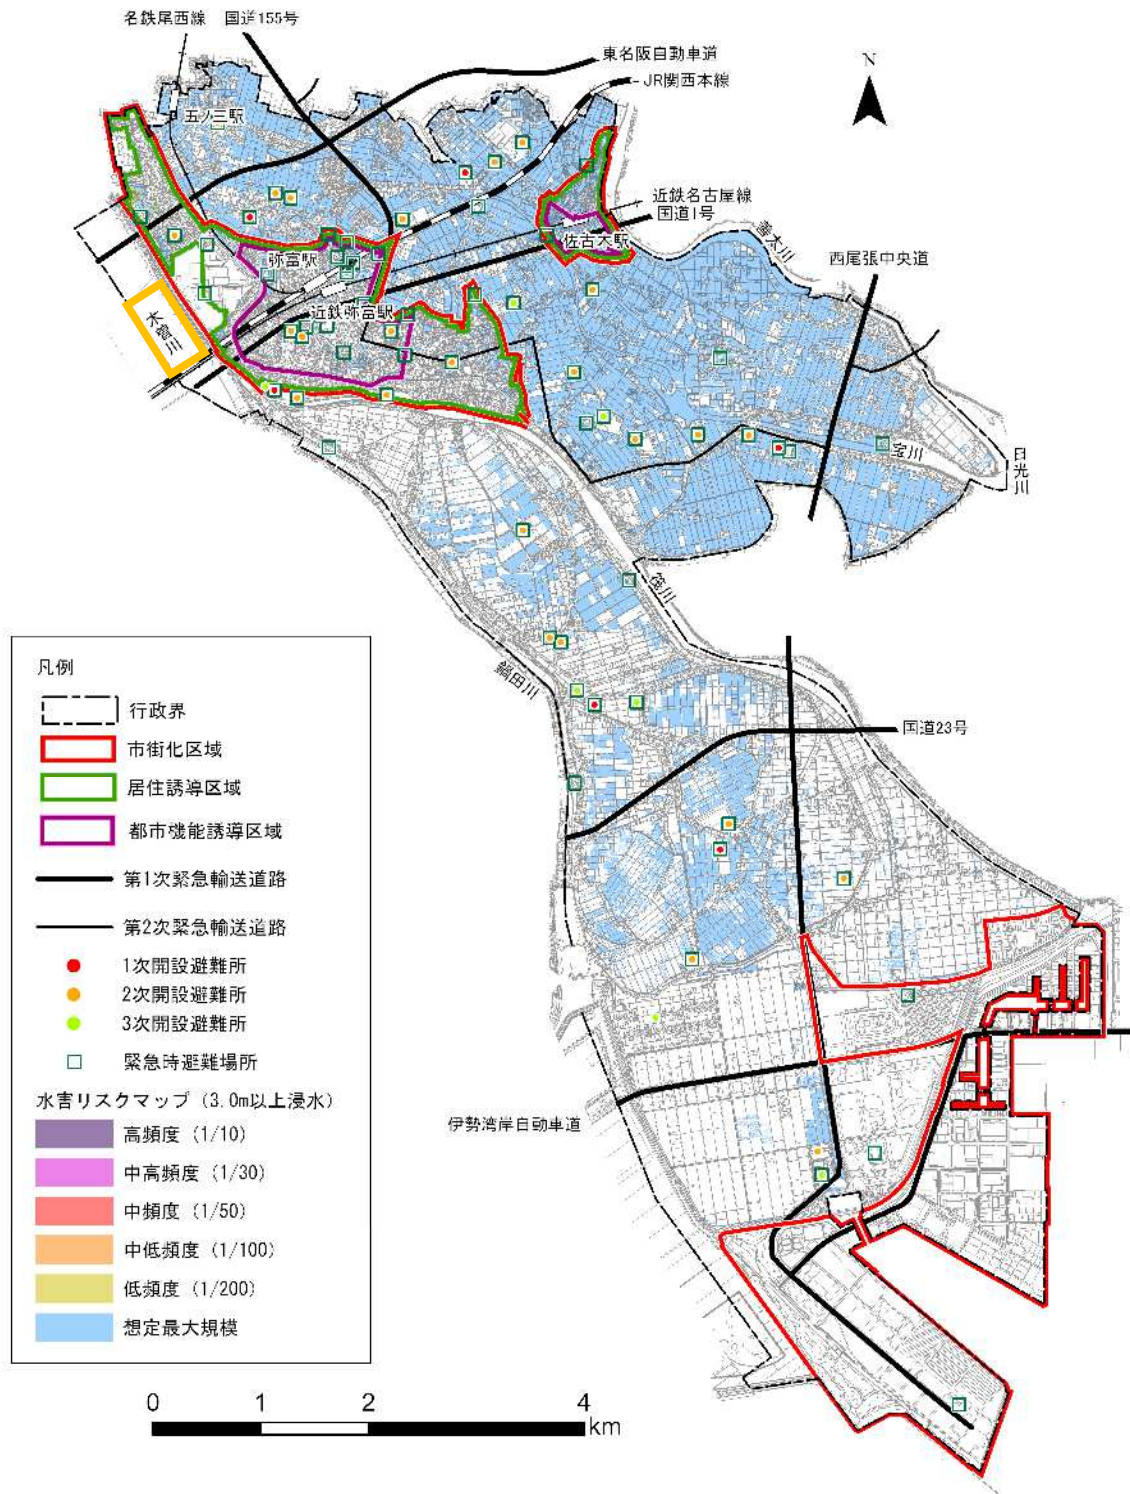 名鉄尾西線 国道155号
東名阪自動車道
JR関西本線
N
五ノ三駅
近鉄名古屋線
国道1号
佐古木駅
善太川
西尾張中央道
弥富駅
近鉄弥富駅
木曽川
宝川
日光川
筏川
鍋田川
国道23号
伊勢湾岸自動車道
凡例
行政界
市街化区域
居住誘導区域
都市機能誘導区域
第1次緊急輸送道路
第2次緊急輸送道路
1次開設避難所
2次開設避難所
3次開設避難所
緊急時避難場所
水害リスクマップ（3.0m以上浸水）
高頻度（1/10）
中高頻度（1/30）
中頻度（1/50）
中低頻度（1/100）
低頻度（1/200）
想定最大規模
0 1 2 4
km